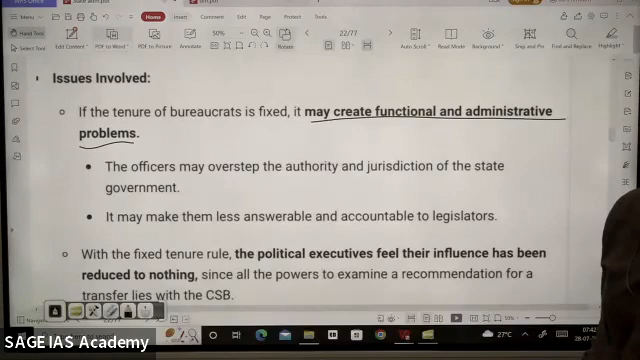 Menu
Home
Insert
Comment
Edit
Page
Protect
Tools
Hand Tool
Select Tool
Edit Content
PDF to Word
PDF to Picture
Annotate
50%
Rotate
22/77
Auto Scroll
Read Mode
Background
Snip and Pin
Find and Replace
Highlight
Issues Involved:
If the tenure of bureaucrats is fixed, it may create functional and administrative
problems.
The officers may overstep the authority and jurisdiction of the state
government.
It may make them less answerable and accountable to legislators.
With the fixed tenure rule, the political executives feel their influence has been
reduced to nothing, since all the powers to examine a recommendation for a
transfer lies with the CSB.
50%
27°C
07:42
SAGE IAS Academy